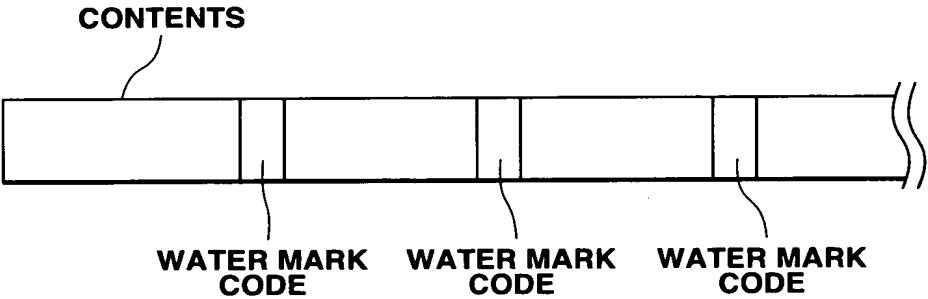 CONTENTS
WATER MARK
CODE
WATER MARK
CODE
WATER MARK
CODE